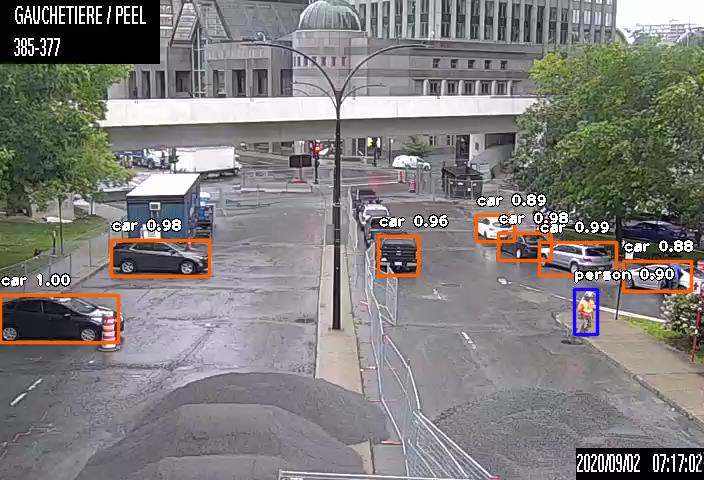 GAUCHETIERE / PEEL
385-377
car 0.89
car 0.98
car 0.96
car 0.98
car 0.99
car 0.88
person 0.90
car 1.00
2020/09/02 07:17:02